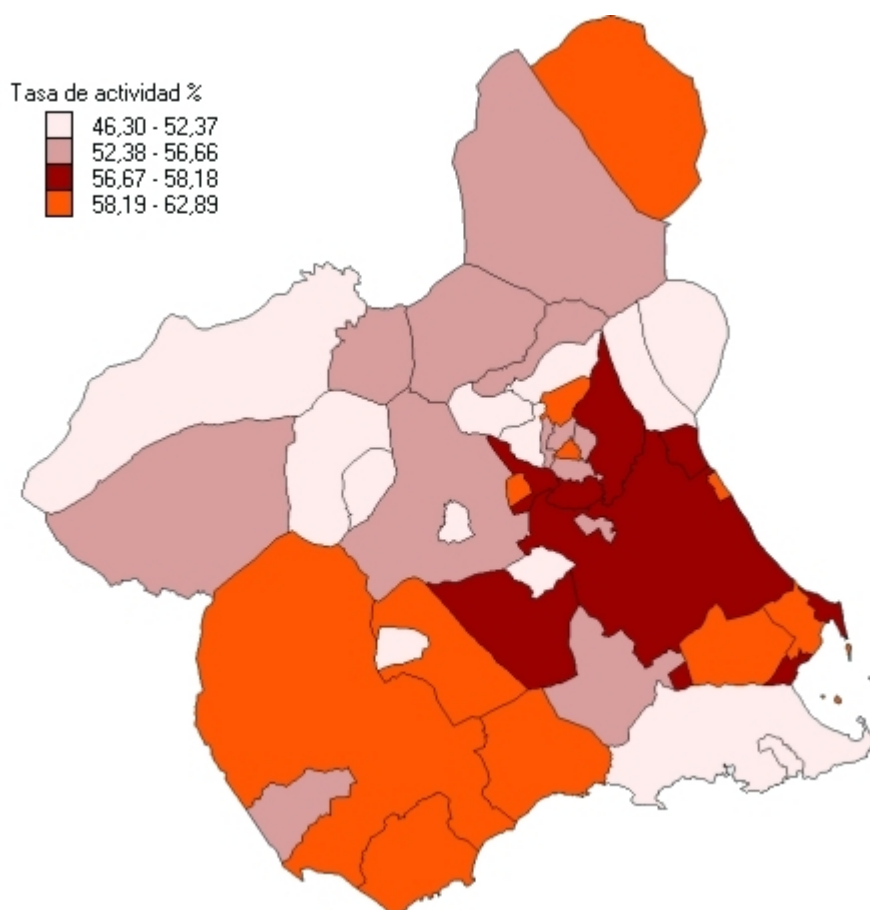 Tasa de actividad %
46,30 - 52,37
52,38 - 56,66
56,67 - 58,18
58,19 - 62,89